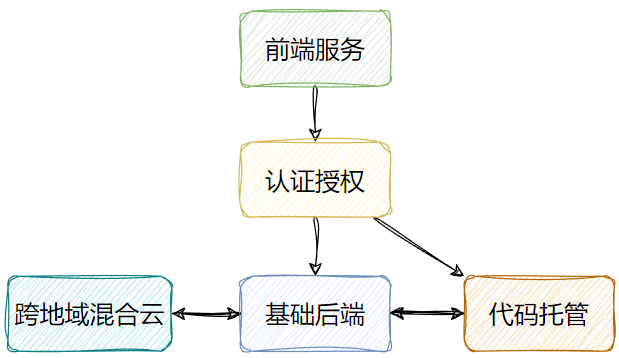 前端服务
认证授权
跨地域混合云
基础后端
代码托管